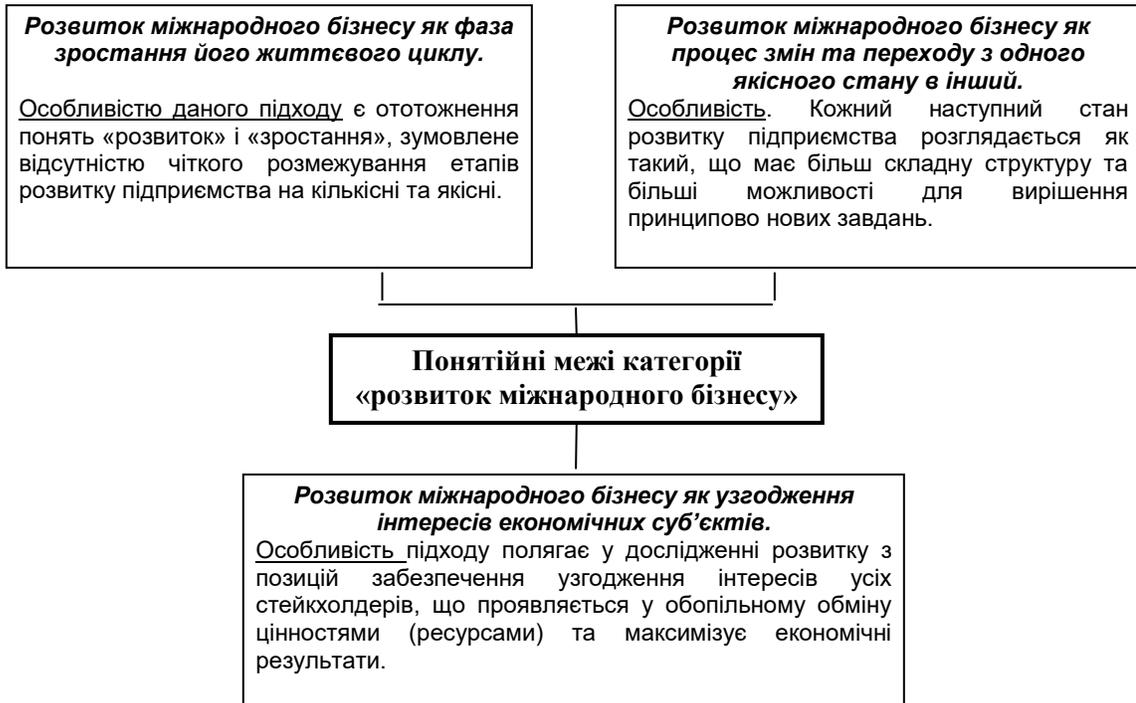 Розвиток міжнародного бізнесу як фаза
зростання його життєвого циклу.
Особливістю даного підходу є ототожнення
понять «розвиток» і «зростання», зумовлене
відсутністю чіткого розмежування етапів
розвитку підприємства на кількісні та якісні.
Розвиток міжнародного бізнесу як
процес змін та переходу з одного
якісного стану в інший.
Особливість. Кожний наступний стан
розвитку підприємства розглядається як
такий, що має більш складну структуру та
більші можливості для вирішення
принципово нових завдань.
Понятійні межі категорії
«розвиток міжнародного бізнесу»
Розвиток міжнародного бізнесу як узгодження
інтересів економічних суб’єктів.
Особливість підходу полягає у дослідженні розвитку з
позицій забезпечення узгодження інтересів усіх
стейкхолдерів, що проявляється у обопільному обміну
цінностями (ресурсами) та максимізує економічні
результати.